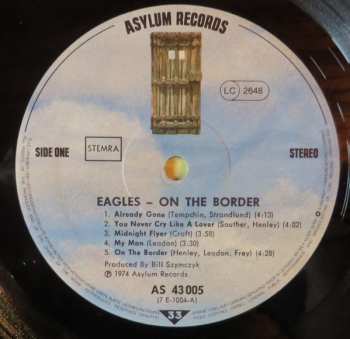 ASYLUM RECORDS
LC 2648
SIDE ONE
STEMRA
STEREO
EAGLES – ON THE BORDER
1. Already Gone (Tempchin, Strandlund) (4:13)
2. You Never Cry Like A Lover (Souther, Henley) (4:02)
3. Midnight Flyer (Craft) (3:58)
4. My Man (Leadon) (3:30)
5. On The Border (Henley, Leadon, Frey) (4:28)
Produced By Bill Szymczyk
Ⓟ 1974 Asylum Records
AS 43005
(7 E-1004-A)
33